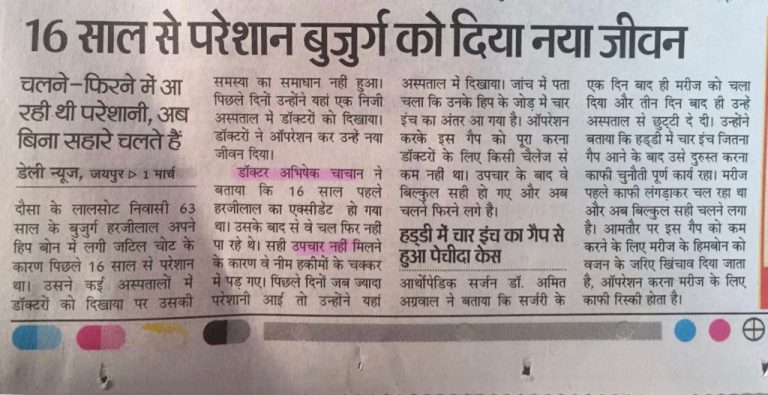 16 साल से परेशान बुजुर्ग को दिया नया जीवन
चलने-फिरने में आ
रही थी परेशानी, अब
बिना सहारे चलते हैं
डेली न्यूज, जयपुर ▷ 1 मार्च
दौसा के लालसोट निवासी 63
साल के बुजुर्ग हरजीलाल, अपने
हिप बोन में लगी जटिल चोट के
कारण पिछले 16 साल से परेशान
था। उसने कई अस्पतालों में
डॉक्टरों को दिखाया पर उसकी
समस्या का समाधान नहीं हुआ।
पिछले दिनों उन्होंने यहां एक निजी
अस्पताल में डॉक्टरों को दिखाया।
डॉक्टरों ने ऑपरेशन कर उन्हे नया
जीवन दिया।
डॉक्टर अभिषेक चाचान ने
बताया कि 16 साल पहले
हरजीलाल का एक्सीडेंट हो गया
था। उसके बाद से वे चल फिर नहीं
पा रहे थे। सही उपचार नहीं मिलने
के कारण वे नीम हकीमों के चक्कर
में पड़ गए। पिछले दिनों जब ज्यादा
परेशानी आई तो उन्होंने यहां
अस्पताल में दिखाया। जांच में पता
चला कि उनके हिप के जोड़ में चार
इंच का अंतर आ गया है। ऑपरेशन
करके इस गैप को पूरा करना
डॉक्टरों के लिए किसी चैलेज से
कम नहीं था। उपचार के बाद वे
बिल्कुल सही हो गए और अब
चलने फिरने लगे है।
हड्डी में चार इंच का गैप से
हुआ पेचीदा केस
आर्थोपेडिक सर्जन डॉ. अमित
अग्रवाल ने बताया कि सर्जरी के
एक दिन बाद ही मरीज को चला
दिया और तीन दिन बाद ही उन्हे
अस्पताल से छुट्टी दे दी। उन्होंने
बताया कि हड्डी में चार इंच जितना
गैप आने के बाद उसे दुरुस्त करना
काफी चुनौती पूर्ण कार्य रहा। मरीज
पहले काफी लंगड़ाकर चल रहा था
और अब बिल्कुल सही चलने लगा
है। आमतौर पर इस गैप को कम
करने के लिए मरीज के हिमबोन को
वजन के जरिए खिंचाव दिया जाता
है, ऑपरेशन करना मरीज के लिए
काफी रिस्की होता है।